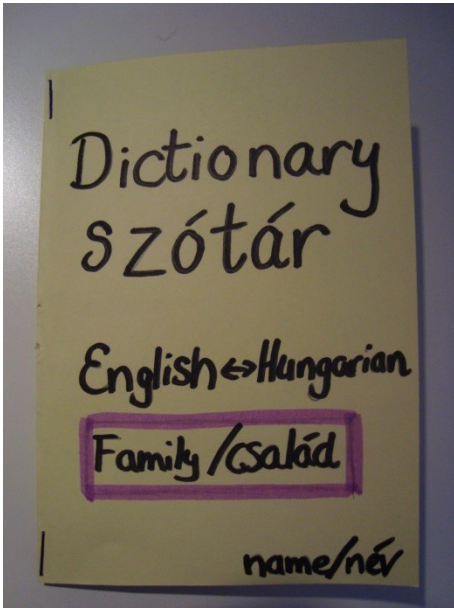 Dictionary
szótár
English↔Hungarian
Family/család
name/név